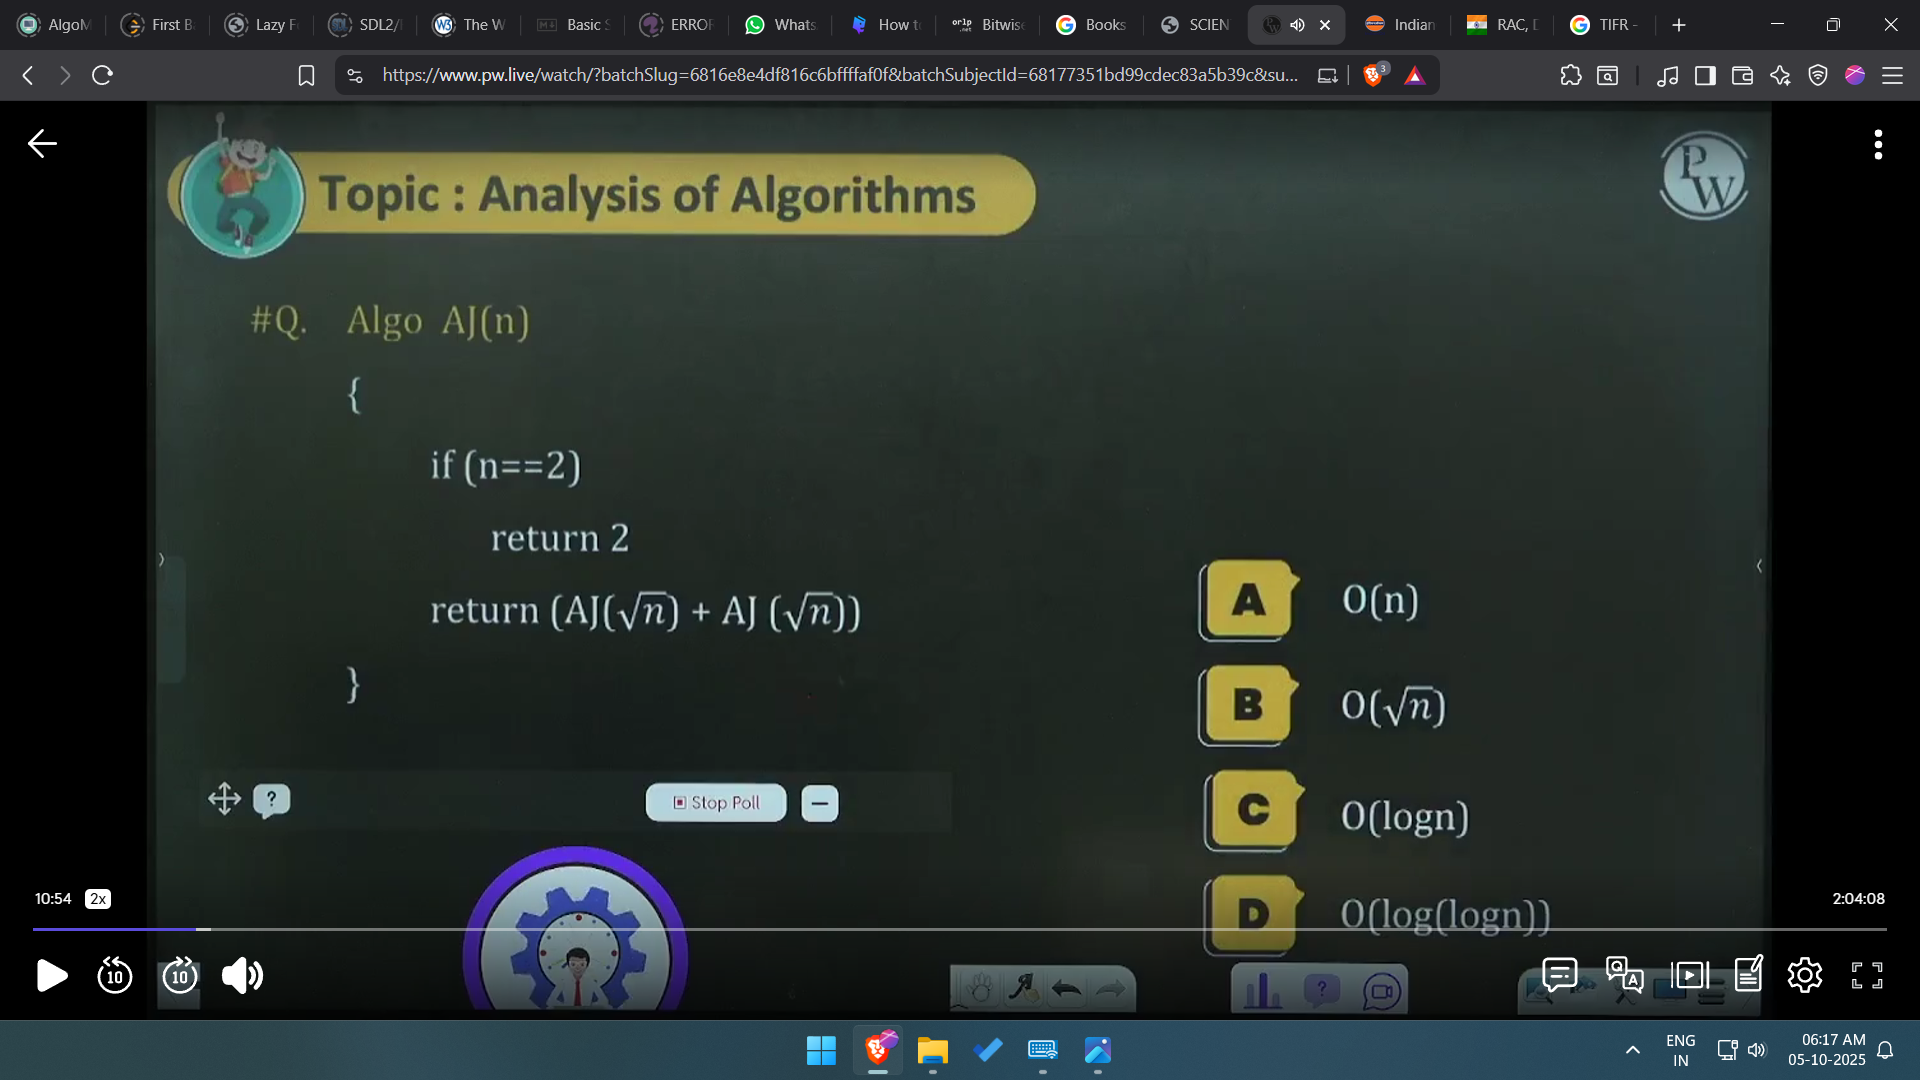 AlgoM
First B
Lazy F
SDL2/
The W
Basic S
ERROR
Whats
How t
Bitwis
Books
SCIEN
Indian
RAC, D
TIFR -
https://www.pw.live/watch/?batchSlug=6816e8e4df816c6bffffaf0f&batchSubjectId=68177351bd99cdec83a5b39c&su...
3
Topic : Analysis of Algorithms
PW
#Q. Algo AJ(n)
{
if (n==2)
return 2
return (AJ(√n) + AJ (√n))
}
A O(n)
B O(√n)
C O(logn)
D O(log(logn))
? Stop Poll
10:54 2x
2:04:08
10 10
ENG
IN
06:17 AM
05-10-2025